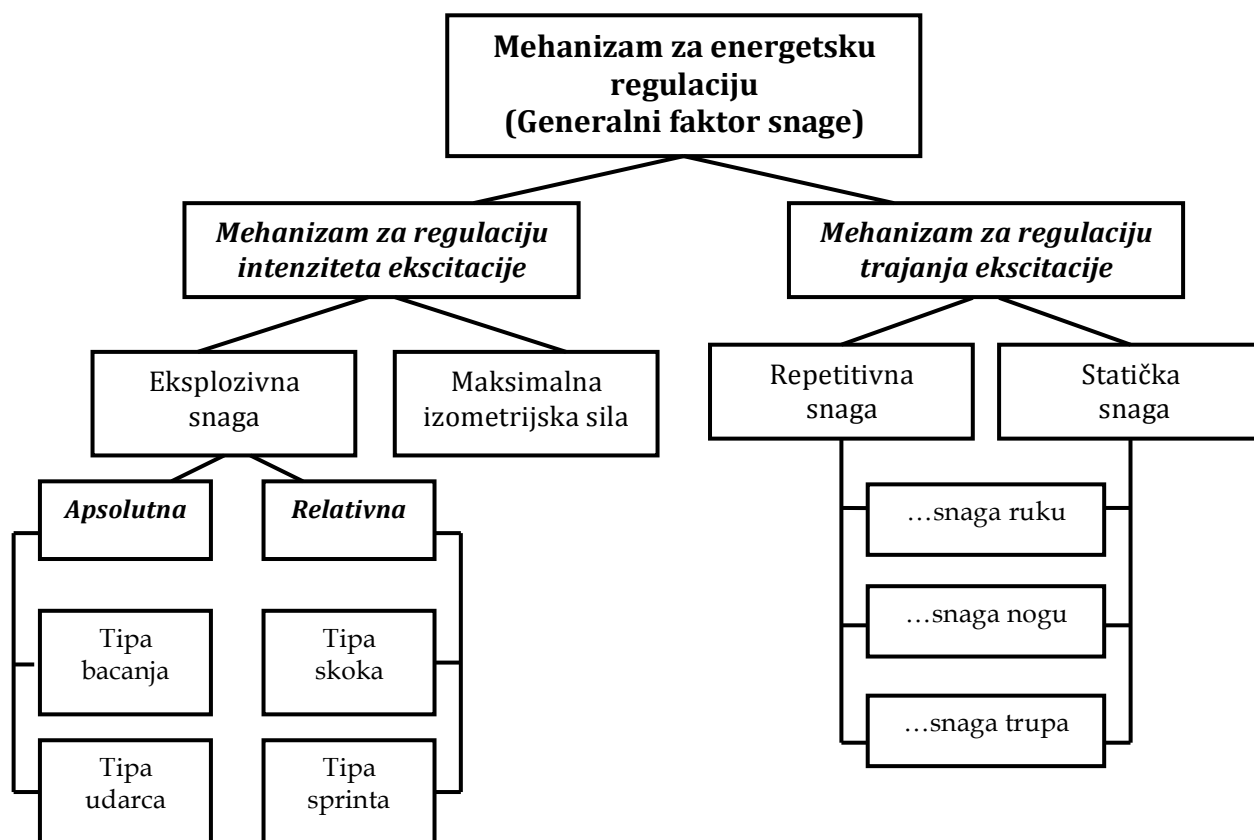 Mehanizam za energetsku
regulaciju
(Generalni faktor snage)
Mehanizam za regulaciju
intenziteta ekscitacije
Mehanizam za regulaciju
trajanja ekscitacije
Eksplozivna
snaga
Maksimalna
izometrijska sila
Repetitivna
snaga
Statička
snaga
Apsolutna
Relativna
Tipa
bacanja
Tipa
skoka
Tipa
udarca
Tipa
sprinta
…snaga ruku
…snaga nogu
…snaga trupa